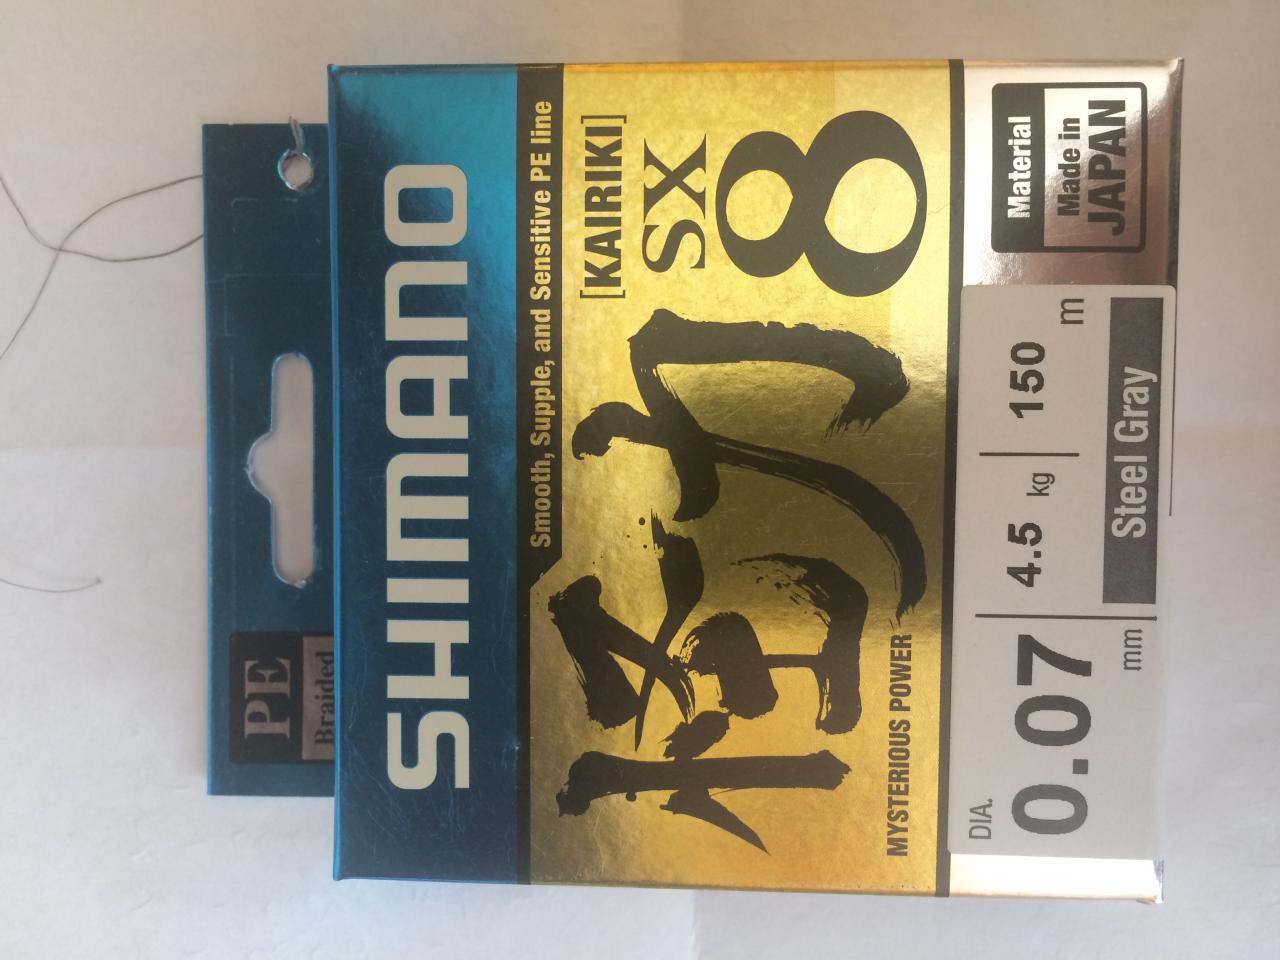 PE
Braided
SHIMANO
Smooth, Supple, and Sensitive PE line
[KAIRIKI]
SX
8
怪力
MYSTERIOUS POWER
Material
Made in
JAPAN
DIA.
0.07 mm
4.5 kg
150 m
Steel Gray